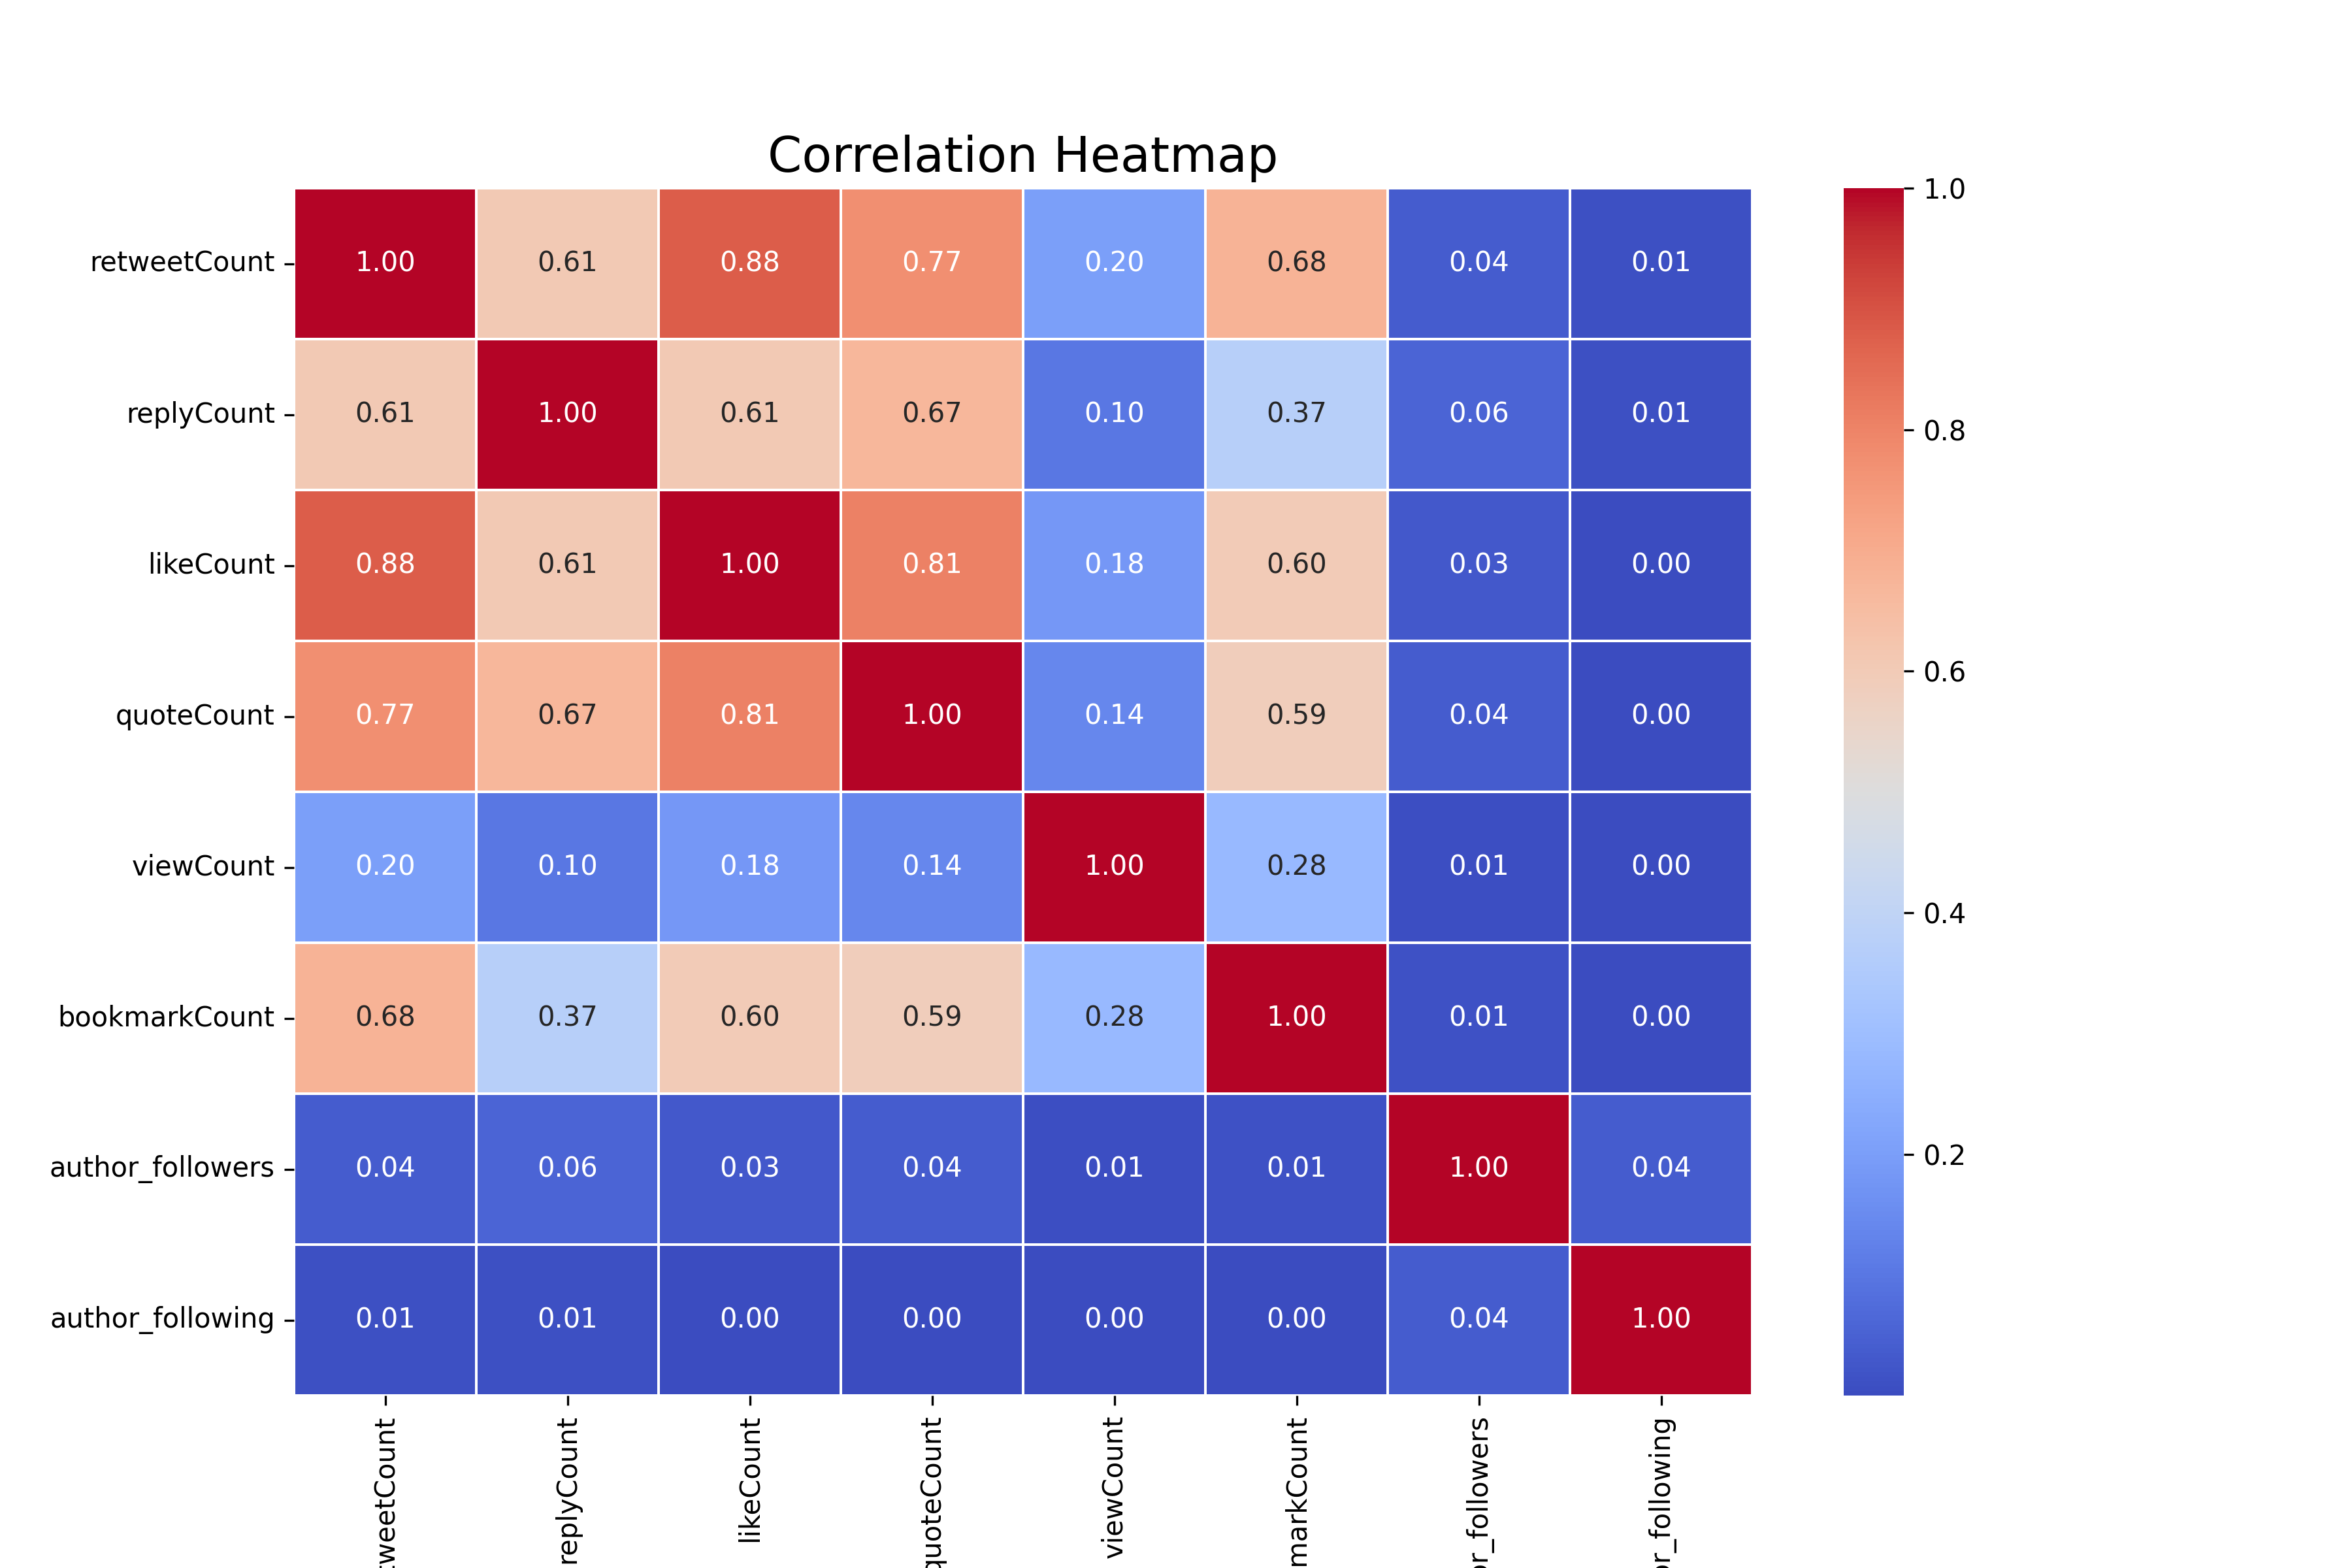 Correlation Heatmap
retweetCount 1.00 0.61 0.88 0.77 0.20 0.68 0.04 0.01
replyCount 0.61 1.00 0.61 0.67 0.10 0.37 0.06 0.01
likeCount 0.88 0.61 1.00 0.81 0.18 0.60 0.03 0.00
quoteCount 0.77 0.67 0.81 1.00 0.14 0.59 0.04 0.00
viewCount 0.20 0.10 0.18 0.14 1.00 0.28 0.01 0.00
bookmarkCount 0.68 0.37 0.60 0.59 0.28 1.00 0.01 0.00
author_followers 0.04 0.06 0.03 0.04 0.01 0.01 1.00 0.04
author_following 0.01 0.01 0.00 0.00 0.00 0.00 0.04 1.00
tweetCount
replyCount
likeCount
quoteCount
viewCount
markCount
or_followers
or_following
1.0
0.8
0.6
0.4
0.2